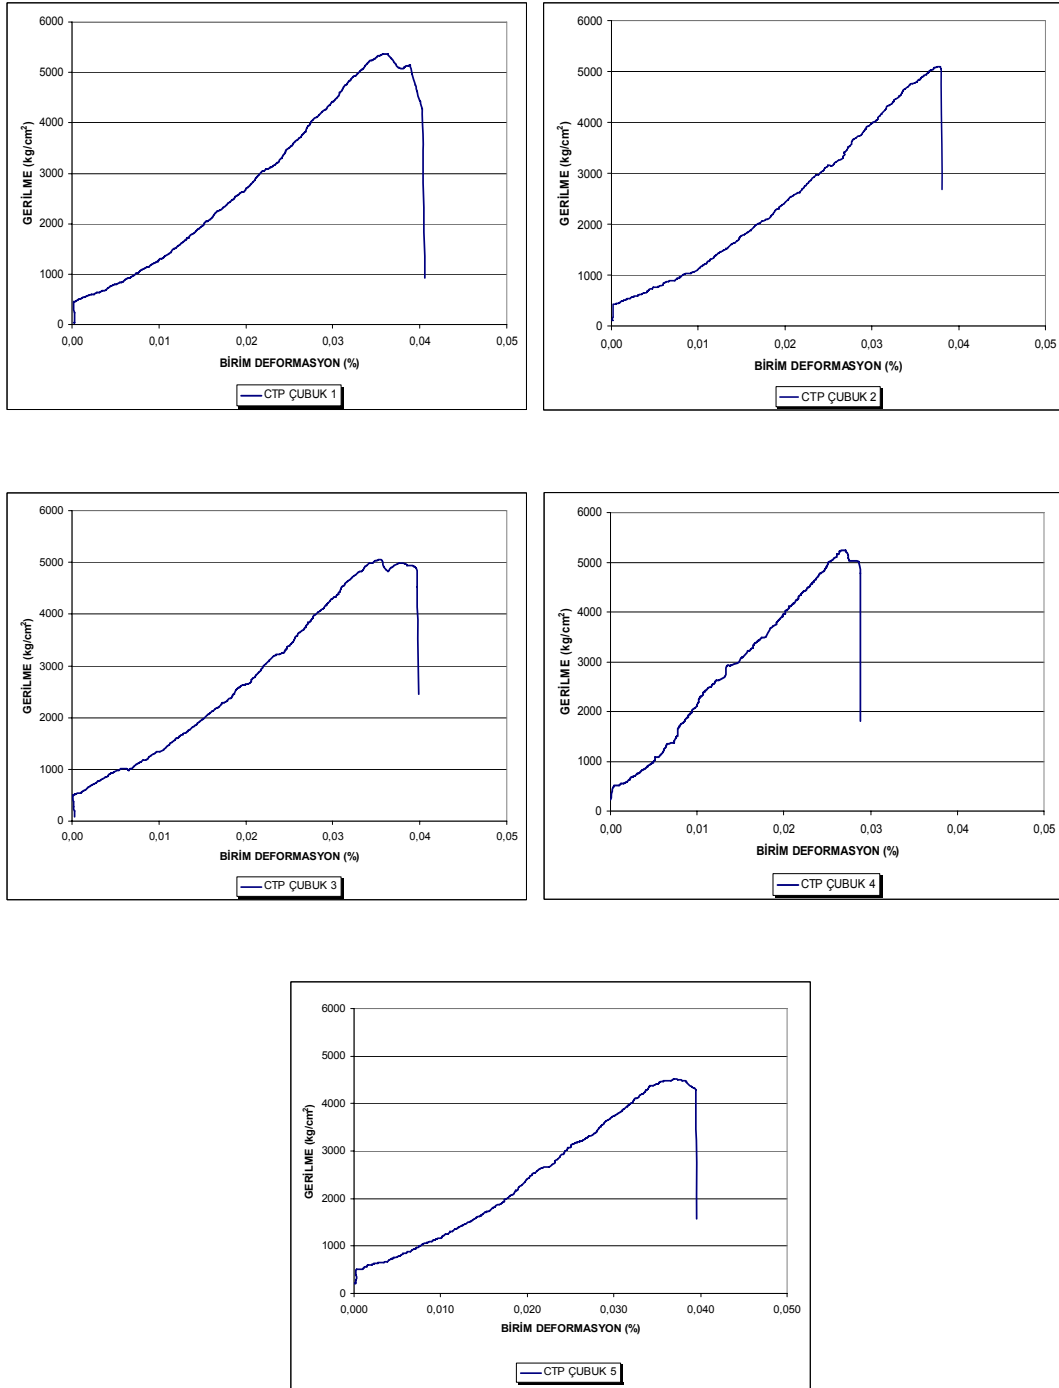 6000
5000
4000
3000
2000
1000
0
GERİLME (kg/cm²)
0,00 0,01 0,02 0,03 0,04 0,05
BİRİM DEFORMASYON (%)
CTP ÇUBUK 1
6000
5000
4000
3000
2000
1000
0
GERİLME (kg/cm²)
0,00 0,01 0,02 0,03 0,04 0,05
BİRİM DEFORMASYON (%)
CTP ÇUBUK 2
6000
5000
4000
3000
2000
1000
0
GERİLME (kg/cm²)
0,00 0,01 0,02 0,03 0,04 0,05
BİRİM DEFORMASYON (%)
CTP ÇUBUK 3
6000
5000
4000
3000
2000
1000
0
GERİLME (kg/cm²)
0,00 0,01 0,02 0,03 0,04 0,05
BİRİM DEFORMASYON (%)
CTP ÇUBUK 4
6000
5000
4000
3000
2000
1000
0
GERİLME (kg/cm²)
0,000 0,010 0,020 0,030 0,040 0,050
BİRİM DEFORMASYON (%)
CTP ÇUBUK 5